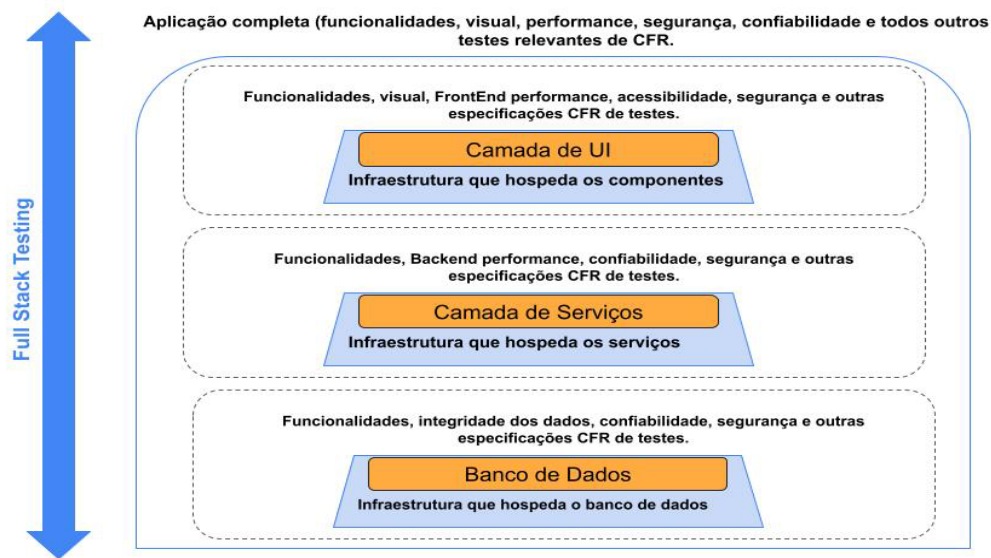 Aplicação completa (funcionalidades, visual, performance, segurança, confiabilidade e todos outros
testes relevantes de CFR.
Full Stack Testing
Funcionalidades, visual, FrontEnd performance, acessibilidade, segurança e outras
especificações CFR de testes.
Camada de UI
Infraestrutura que hospeda os componentes
Funcionalidades, Backend performance, confiabilidade, segurança e outras
especificações CFR de testes.
Camada de Serviços
Infraestrutura que hospeda os serviços
Funcionalidades, integridade dos dados, confiabilidade, segurança e outras
especificações CFR de testes.
Banco de Dados
Infraestrutura que hospeda o banco de dados